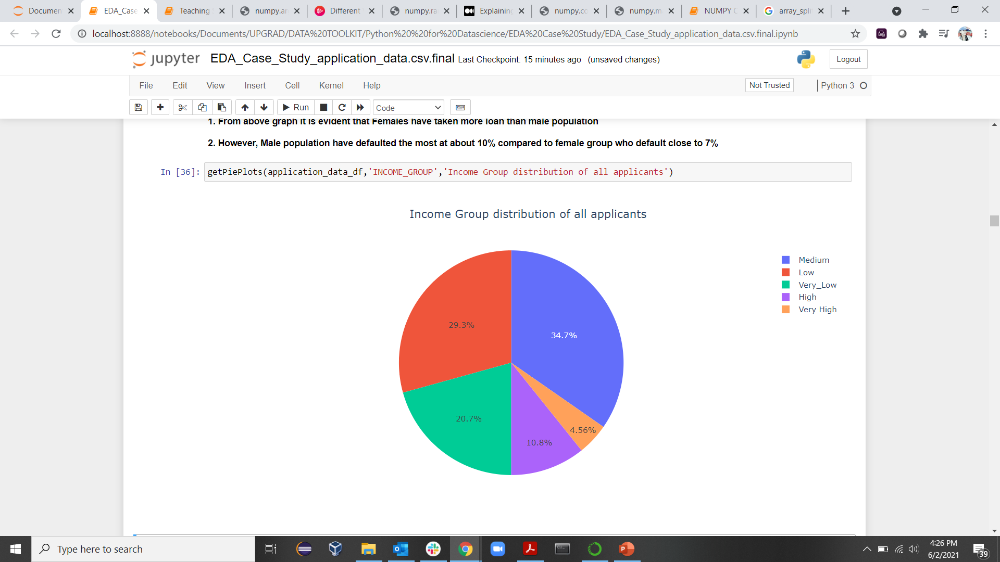 Documen
EDA_Case
Teaching
numpy.ar
Different
numpy.ra
Explaining
numpy.co
numpy.m
NUMPY C
array_spli
localhost:8888/notebooks/Documents/UPGRAD/DATA%20TOOLKIT/Python%20%20for%20Datascience/EDA%20Case%20Study/EDA_Case_Study_application_data.csv.final.ipynb
jupyter EDA_Case_Study_application_data.csv.final Last Checkpoint: 15 minutes ago (unsaved changes)
Logout
File Edit View Insert Cell Kernel Help
Not Trusted
Python 3
Run
Code
1. From above graph it is evident that Females have taken more loan than male population
2. However, Male population have defaulted the most at about 10% compared to female group who default close to 7%
In [36]: getPiePlots(application_data_df,'INCOME_GROUP','Income Group distribution of all applicants')
Income Group distribution of all applicants
Medium
Low
Very_Low
High
Very High
29.3%
34.7%
20.7%
4.56%
10.8%
Type here to search
4:26 PM
6/2/2021
39